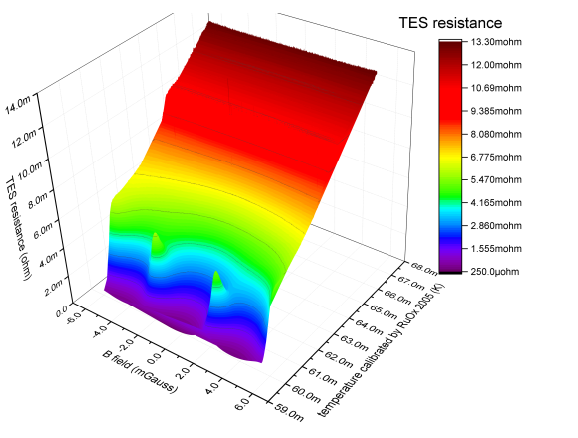 TES resistance
13.30mohm
12.00mohm
10.69mohm
9.385mohm
8.080mohm
6.775mohm
5.470mohm
4.165mohm
2.860mohm
1.555mohm
250.0µohm
14.0m
12.0m
10.0m
8.0m
6.0m
4.0m
2.0m
0.0
TES resistance (ohm)
-6.0
-4.0
-2.0
0.0
2.0
4.0
6.0
B field (mGauss)
68.0m
67.0m
66.0m
65.0m
64.0m
63.0m
62.0m
61.0m
60.0m
59.0m
temperature calibrated by RuOx 2005 (K)